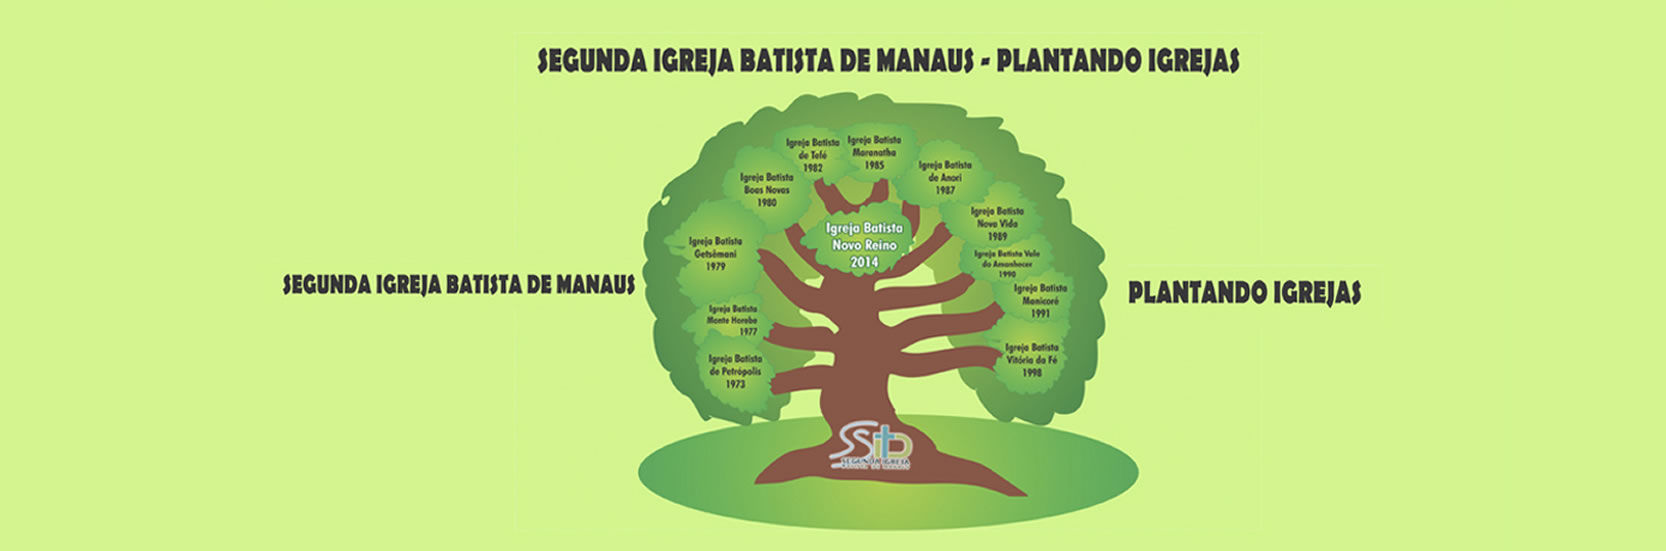 SEGUNDA IGREJA BATISTA DE MANAUS - PLANTANDO IGREJAS
Igreja Batista
de Tefé
1982
Igreja Batista
Maranatha
1985
Igreja Batista
Boas Novas
1980
Igreja Batista
de Anori
1987
Igreja Batista
Getsêmani
1979
Igreja Batista
Novo Reino
2014
Igreja Batista
Nova Vida
1989
Igreja Batista Vale
do Amanhecer
1990
SEGUNDA IGREJA BATISTA DE MANAUS
Igreja Batista
Manicoré
1991
PLANTANDO IGREJAS
Igreja Batista
Monte Horebe
1977
Igreja Batista
de Petrópolis
1973
Igreja Batista
Vitória da Fé
1998
SEGUNDA IGREJA
BATISTA DE MANAUS